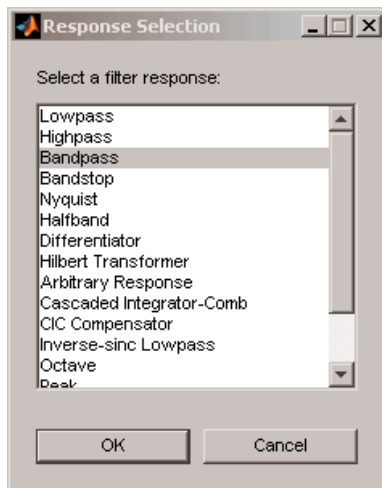 Response Selection
Select a filter response:
Lowpass
Highpass
Bandpass
Bandstop
Nyquist
Halfband
Differentiator
Hilbert Transformer
Arbitrary Response
Cascaded Integrator-Comb
CIC Compensator
Inverse-sinc Lowpass
Octave
Peak
OK Cancel